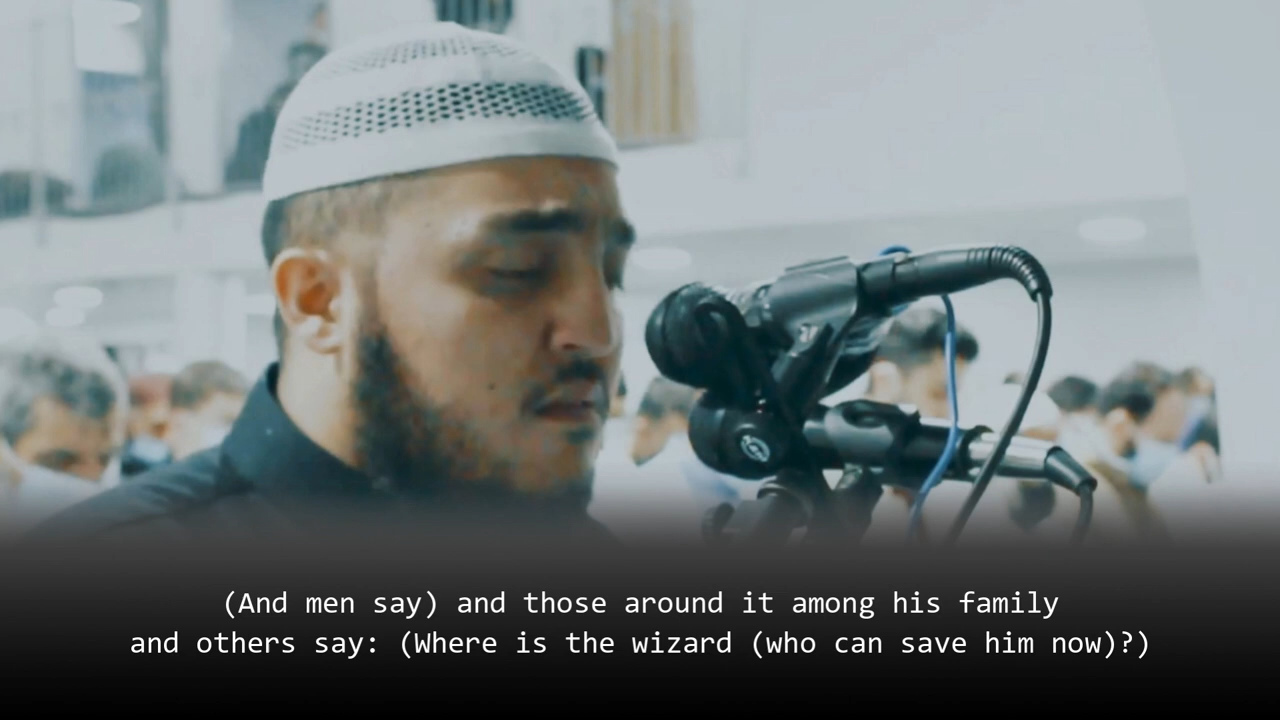 (And men say) and those around it among his family
and others say: (Where is the wizard (who can save him now)?)